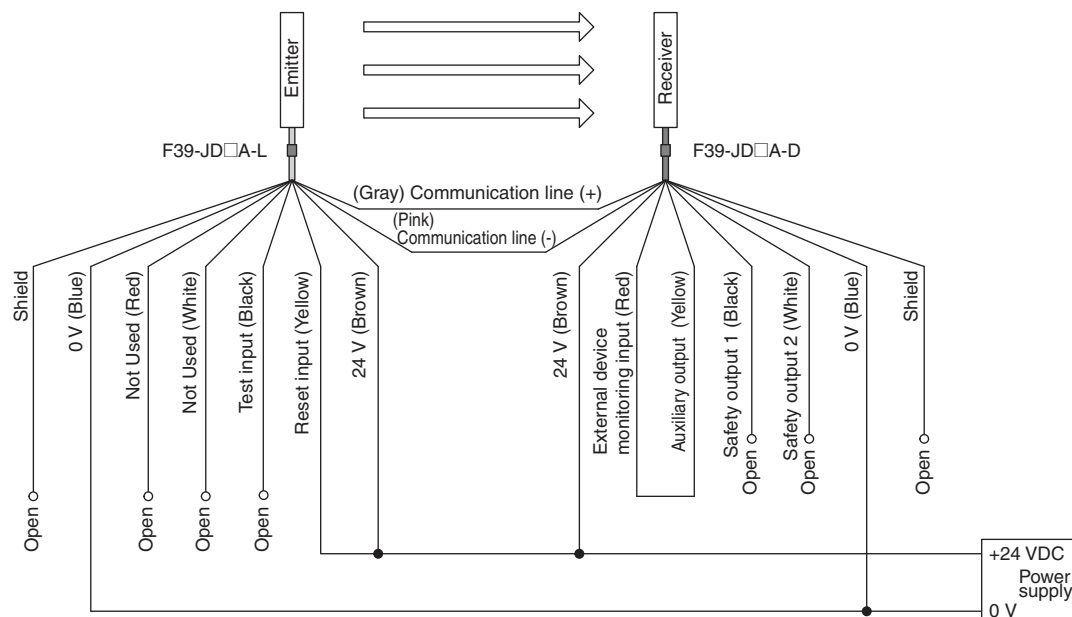 Emitter
Receiver
F39-JD□A-L
F39-JD□A-D
(Gray) Communication line (+)
(Pink)
Communication line (-)
Shield
0 V (Blue)
Not Used (Red)
Not Used (White)
Test input (Black)
Reset input (Yellow)
24 V (Brown)
24 V (Brown)
External device
monitoring input (Red)
Auxiliary output (Yellow)
Safety output 1 (Black)
Safety output 2 (White)
0 V (Blue)
Shield
Open
Open
Open
Open
Open
Open
Open
+24 VDC
Power
supply
0 V